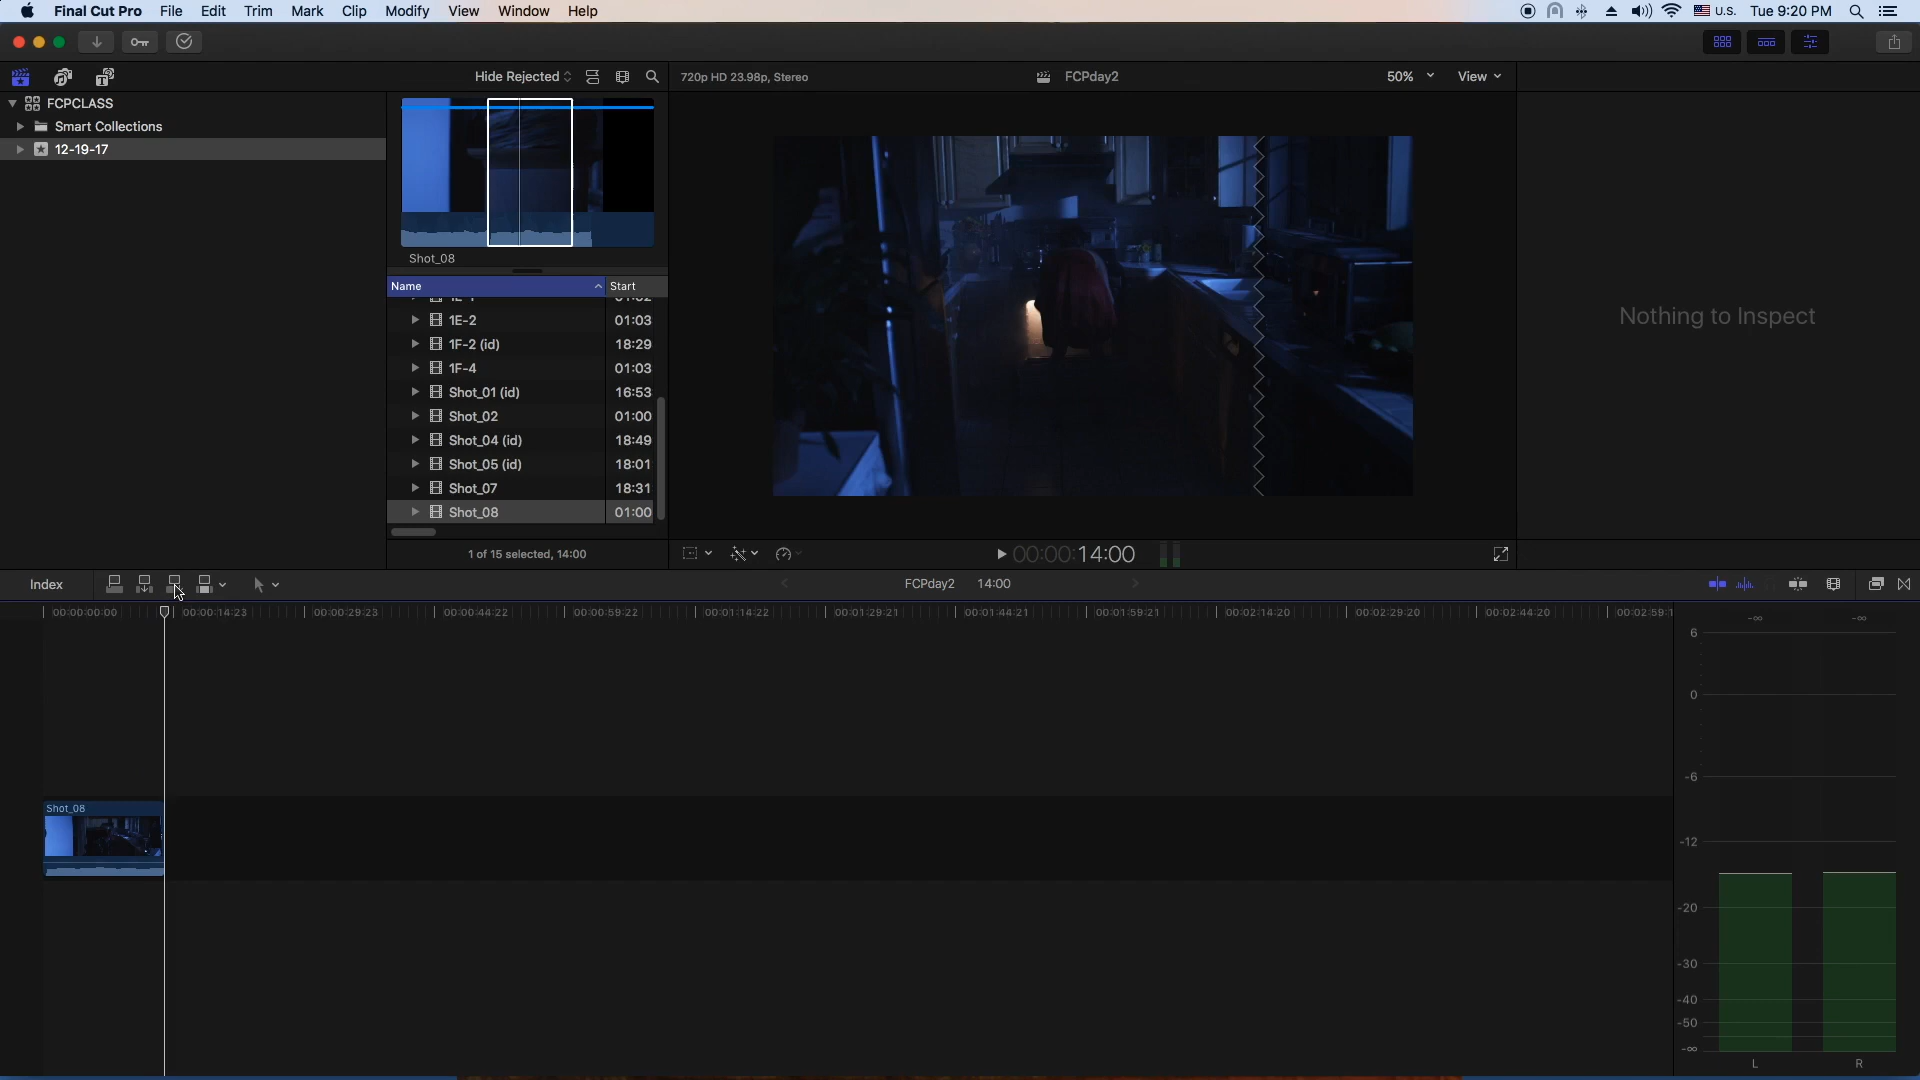 Final Cut Pro File Edit Trim Mark Clip Modify View Window Help U.S. Tue 9:20 PM
Hide Rejected 720p HD 23.98p, Stereo FCPday2 50% View
FCPCLASS
Smart Collections
12-19-17
Shot_08
Name Start
1E-2 01:03
1F-2 (id) 18:29
1F-4 01:03
Shot_01 (id) 16:53
Shot_02 01:00
Shot_04 (id) 18:49
Shot_05 (id) 18:01
Shot_07 18:31
Shot_08 01:00
1 of 15 selected, 14:00
00:00:14:00
Nothing to Inspect
Index FCPday2 14:00
00:00:00:00 00:00:14:23 00:00:29:23 00:00:44:22 00:00:59:22 00:01:14:22 00:01:29:21 00:01:44:21 00:01:59:21 00:02:14:20 00:02:29:20 00:02:44:20 00:02:59:1
-∞ -∞
6
0
-6
-12
-20
-30
-40
-50
-∞
L R
Shot_08